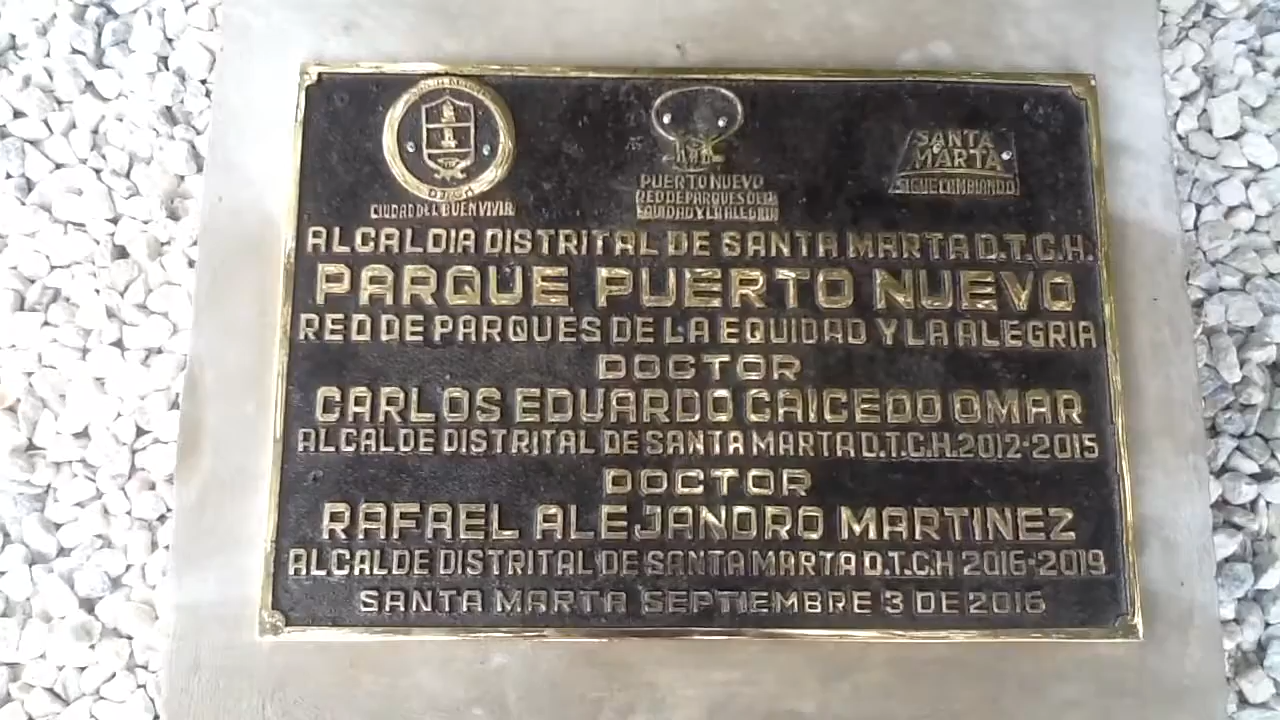 CIUDAD DEL BUEN VIVIR
PUERTO NUEVO
RED DE PARQUES DE LA
EQUIDAD Y LA ALEGRIA
SANTA
MARTA
SIGUE CAMBIANDO
ALCALDIA DISTRITAL DE SANTA MARTA D.T.C.H.
PARQUE PUERTO NUEVO
RED DE PARQUES DE LA EQUIDAD Y LA ALEGRIA
DOCTOR
CARLOS EDUARDO CAICEDO OMAR
ALCALDE DISTRITAL DE SANTA MARTA D.T.C.H. 2012-2015
DOCTOR
RAFAEL ALEJANDRO MARTINEZ
ALCALDE DISTRITAL DE SANTA MARTA D.T.C.H 2016-2019
SANTA MARTA SEPTIEMBRE 3 DE 2016